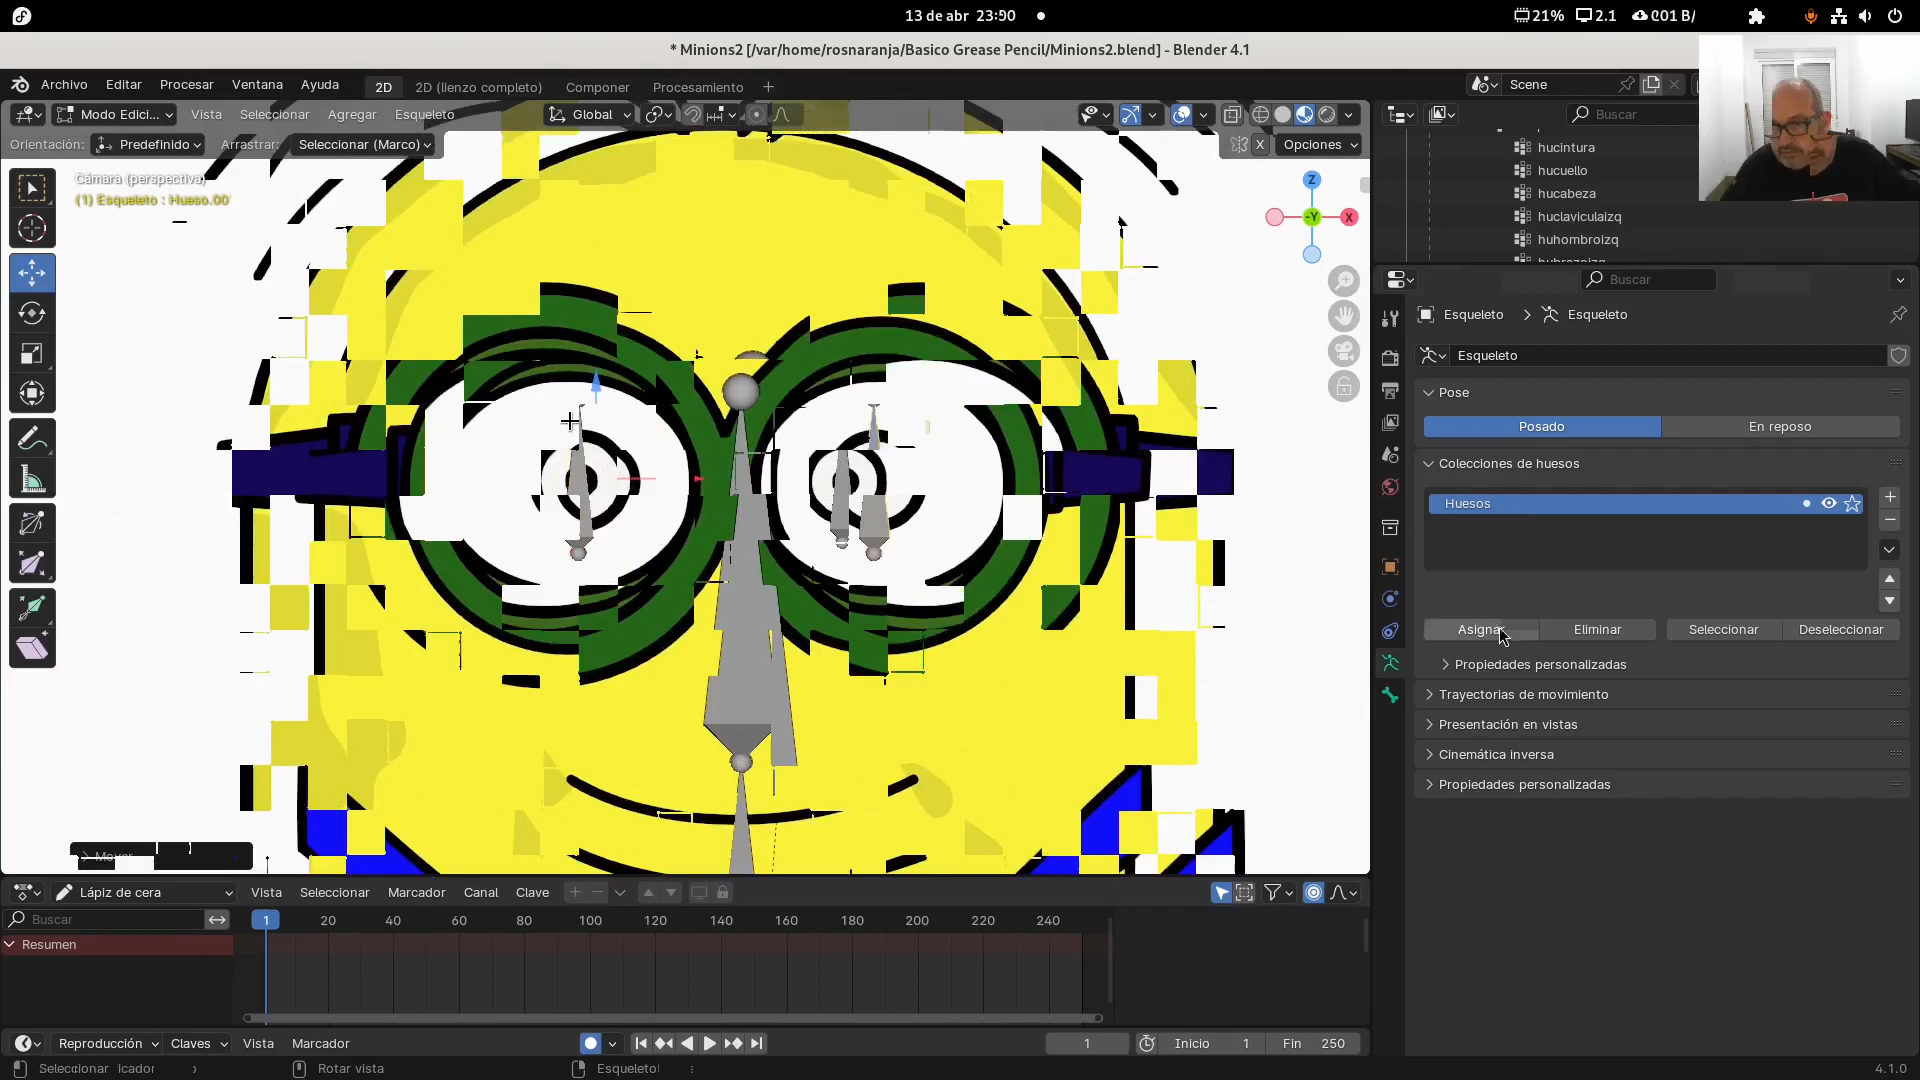 13 de abr 23:50
21% 2.1
* Minions2 [/var/home/rosnaranja/Basico Grease Pencil/Minions2.blend] - Blender 4.1
Archivo Editar Procesar Ventana Ayuda 2D 2D (lienzo completo) Componer Procesamiento + Scene
Modo Edici... Vista Seleccionar Agregar Esqueleto Global Buscar
Orientación: Predefinido Arrastrar: Seleccionar (Marco) X Opciones
Cámara (perspectiva)
(1) Esqueleto : Hueso.00
Z
X
-Y
hucintura
hucuello
hucabeza
huclaviculaizq
huhombroizq
Buscar
Esqueleto > Esqueleto
Esqueleto
Pose
Posado En reposo
Colecciones de huesos
Huesos
Asignar Eliminar Seleccionar Deseleccionar
Propiedades personalizadas
Trayectorias de movimiento
Presentación en vistas
Cinemática inversa
Propiedades personalizadas
Mover
Lápiz de cera Vista Seleccionar Marcador Canal Clave
Buscar 1 20 40 60 80 100 120 140 160 180 200 220 240
Resumen
Reproducción Claves Vista Marcador 1 Inicio 1 Fin 250
Seleccionar Rotar vista Esqueleto 4.1.0